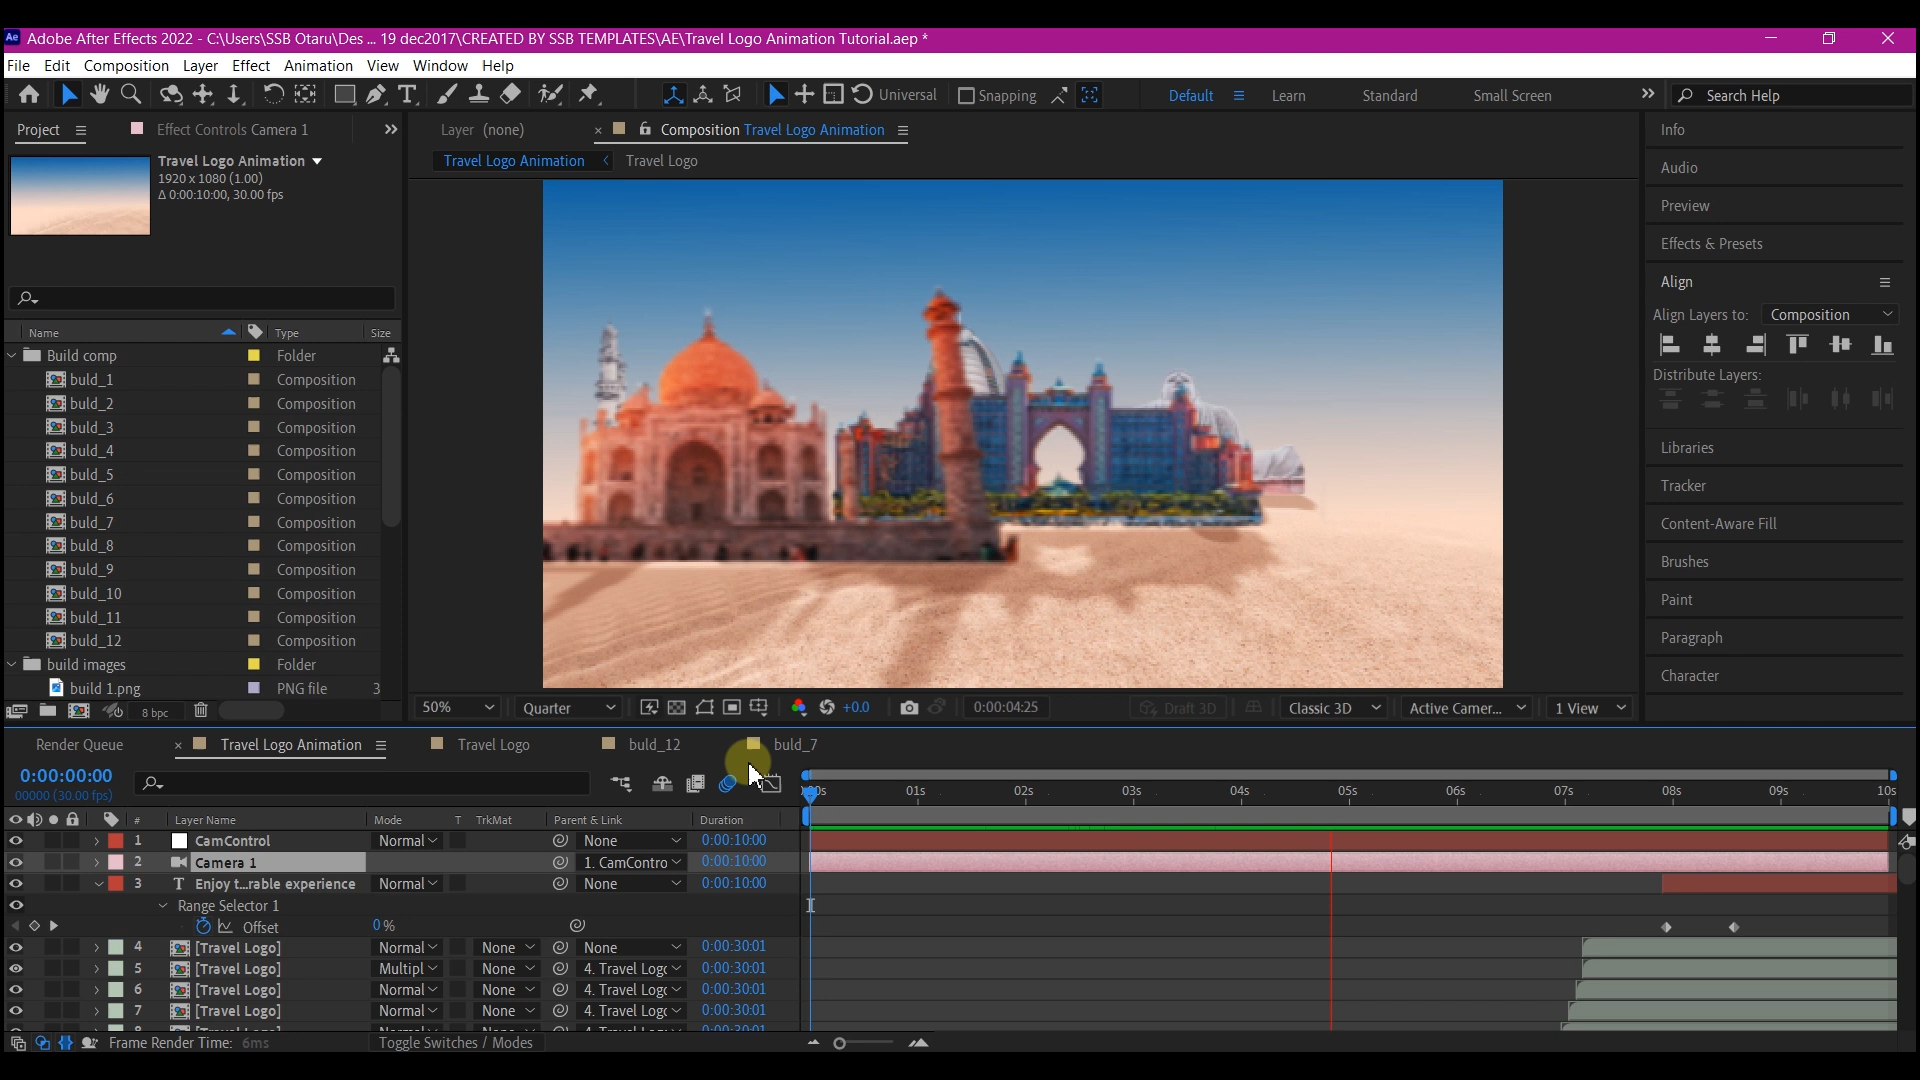 Adobe After Effects 2022 - C:\Users\SSB Otaru\Des ... 19 dec2017\CREATED BY SSB TEMPLATES\AE\Travel Logo Animation Tutorial.aep *
File Edit Composition Layer Effect Animation View Window Help
Universal Snapping Default Learn Standard Small Screen Search Help
Project Effect Controls Camera 1 Layer (none) Composition Travel Logo Animation Info
Travel Logo Animation Travel Logo Animation Travel Logo Audio
1920 x 1080 (1.00)
Δ 0:00:10:00, 30.00 fps
Preview
Effects & Presets
Align
Align Layers to: Composition
Distribute Layers:
Libraries
Tracker
Content-Aware Fill
Brushes
Paint
Paragraph
Character
Name Type Size
Build comp Folder
buld_1 Composition
buld_2 Composition
buld_3 Composition
buld_4 Composition
buld_5 Composition
buld_6 Composition
buld_7 Composition
buld_8 Composition
buld_9 Composition
buld_10 Composition
buld_11 Composition
buld_12 Composition
build images Folder
build 1.png PNG file 3
8 bpc 50% Quarter +0.0 0:00:04:25 Draft 3D Classic 3D Active Camer... 1 View
Render Queue Travel Logo Animation Travel Logo buld_12 buld_7
0:00:00:00
00000 (30.00 fps)
01s 02s 03s 04s 05s 06s 07s 08s 09s 10s
# Layer Name Mode T TrkMat Parent & Link Duration
1 CamControl Normal None 0:00:10:00
2 Camera 1 1. CamContro 0:00:10:00
3 T Enjoy t...rable experience Normal None 0:00:10:00
Range Selector 1
Offset 0 %
4 [Travel Logo] Normal None None 0:00:30:01
5 [Travel Logo] Multipl None 4. Travel Logo 0:00:30:01
6 [Travel Logo] Normal None 4. Travel Logo 0:00:30:01
7 [Travel Logo] Normal None 4. Travel Logo 0:00:30:01
Frame Render Time: 6ms Toggle Switches / Modes